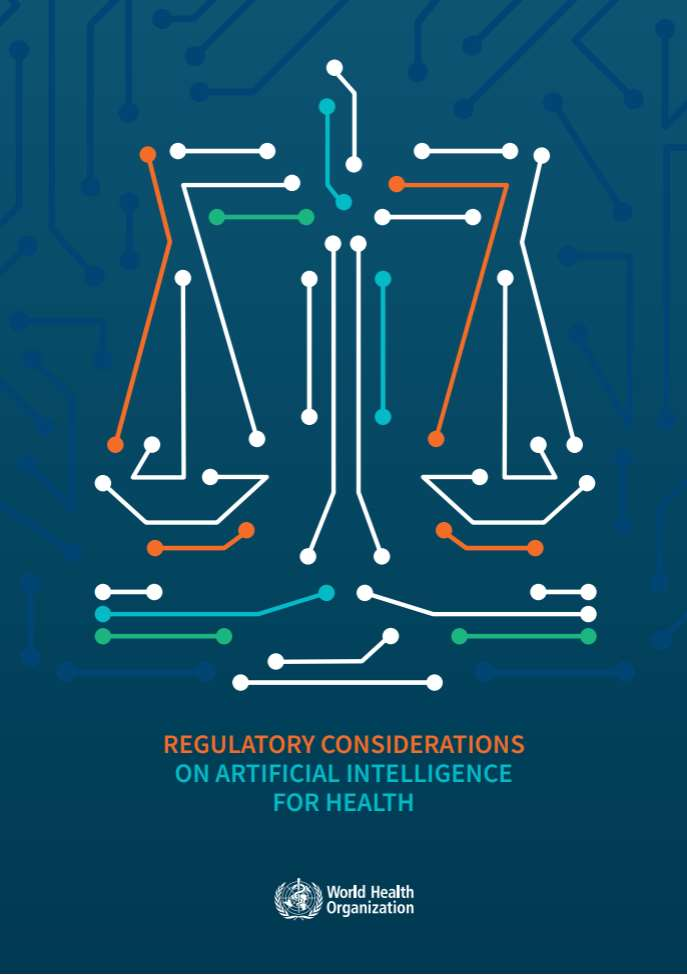 REGULATORY CONSIDERATIONS
ON ARTIFICIAL INTELLIGENCE
FOR HEALTH
World Health
Organization